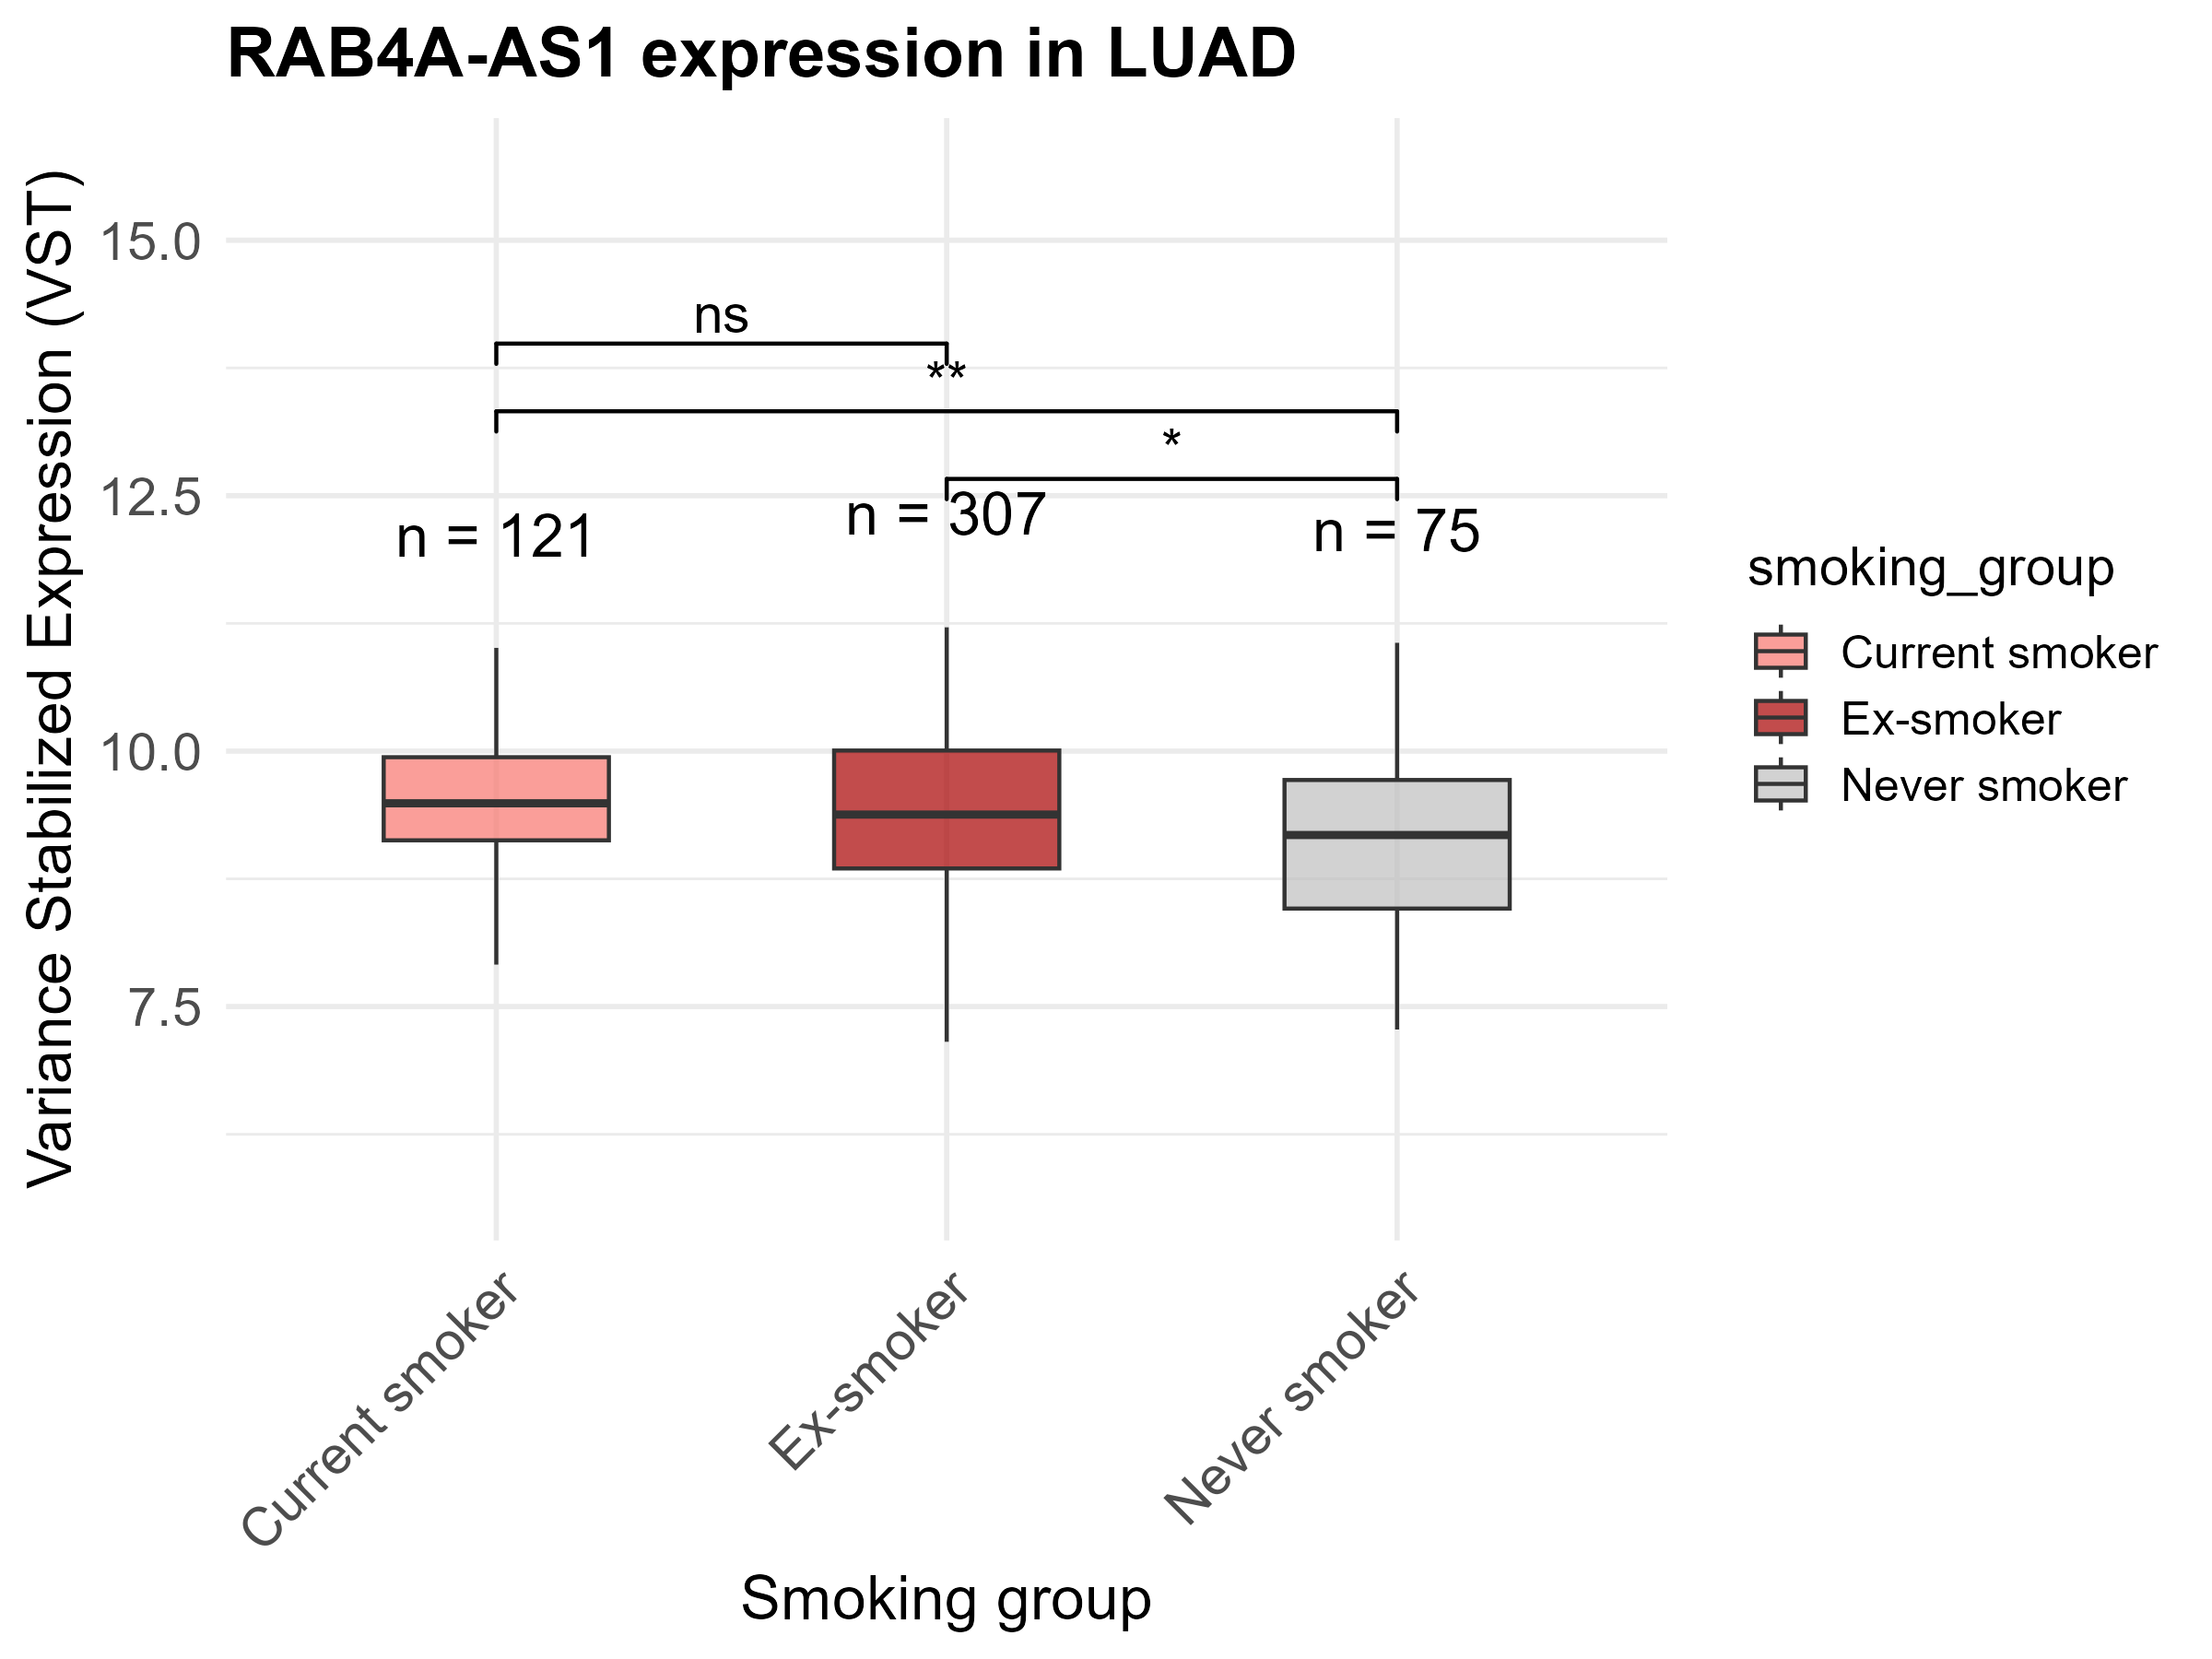 RAB4A-AS1 expression in LUAD
Variance Stabilized Expression (VST)
15.0
12.5
10.0
7.5
ns
**
*
n = 121
n = 307
n = 75
Current smoker
Ex-smoker
Never smoker
Smoking group
smoking_group
Current smoker
Ex-smoker
Never smoker